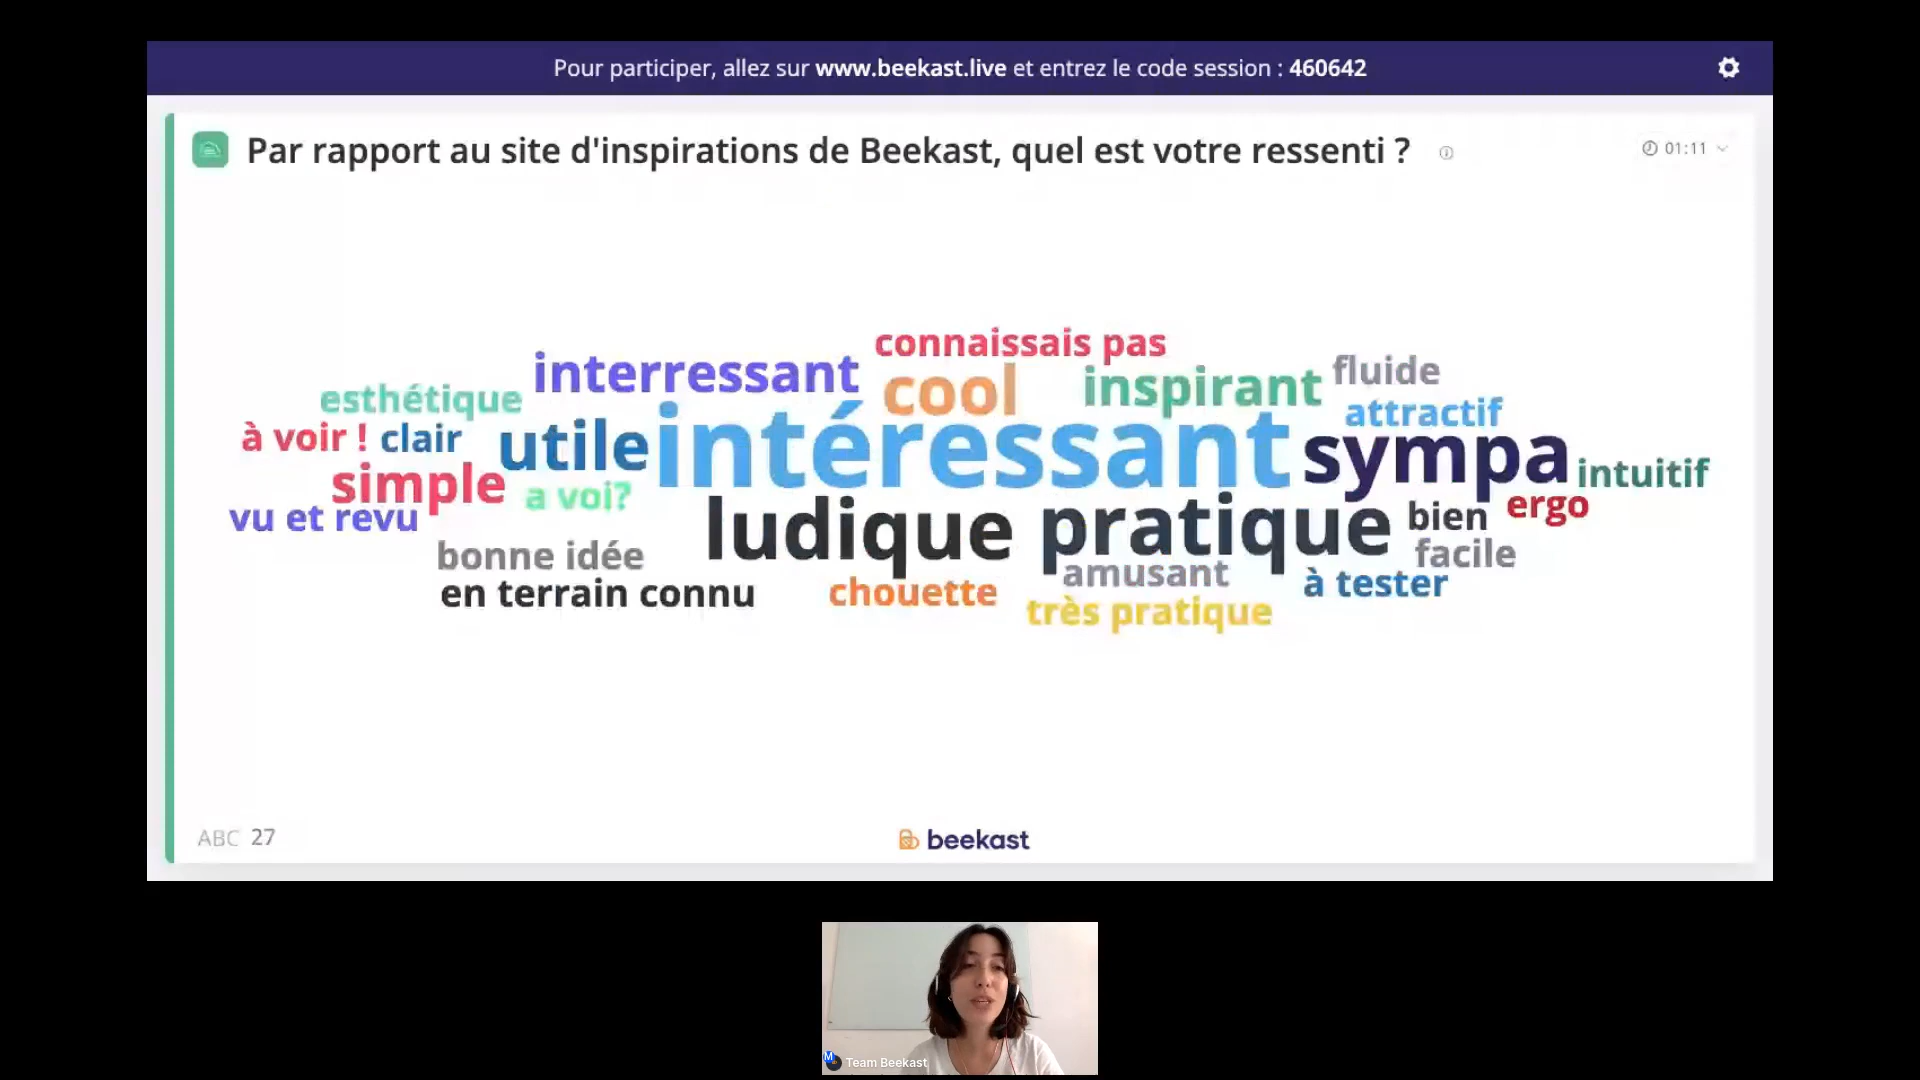 Pour participer, allez sur www.beekast.live et entrez le code session : 460642
Par rapport au site d'inspirations de Beekast, quel est votre ressenti ?
01:11
connaissais pas
interressant
cool
inspirant
fluide
esthétique
attractif
à voir !
clair
utile
intéressant
sympa
intuitif
simple
a voi?
vu et revu
ludique
pratique
bien
ergo
bonne idée
facile
en terrain connu
chouette
amusant
à tester
très pratique
ABC 27
beekast
M
Team Beekast